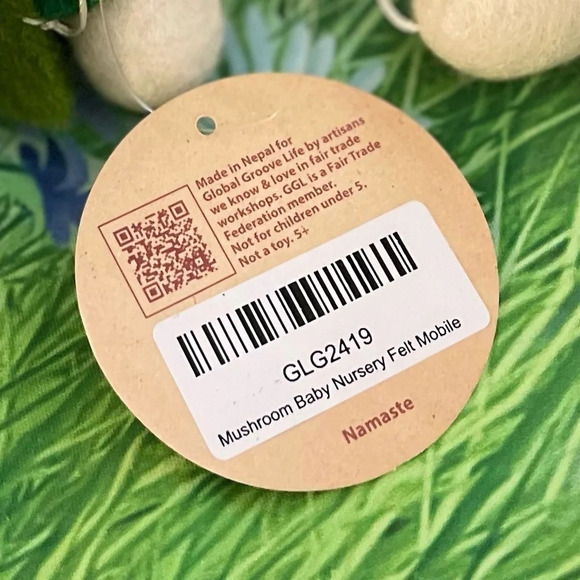 Made in Nepal for
Global Groove Life by artisans
we know & love in fair trade
workshops. GGL is a Fair Trade
Federation member.
Not for children under 5.
Not a toy. 5+
GLG2419
Mushroom Baby Nursery Felt Mobile
Namaste